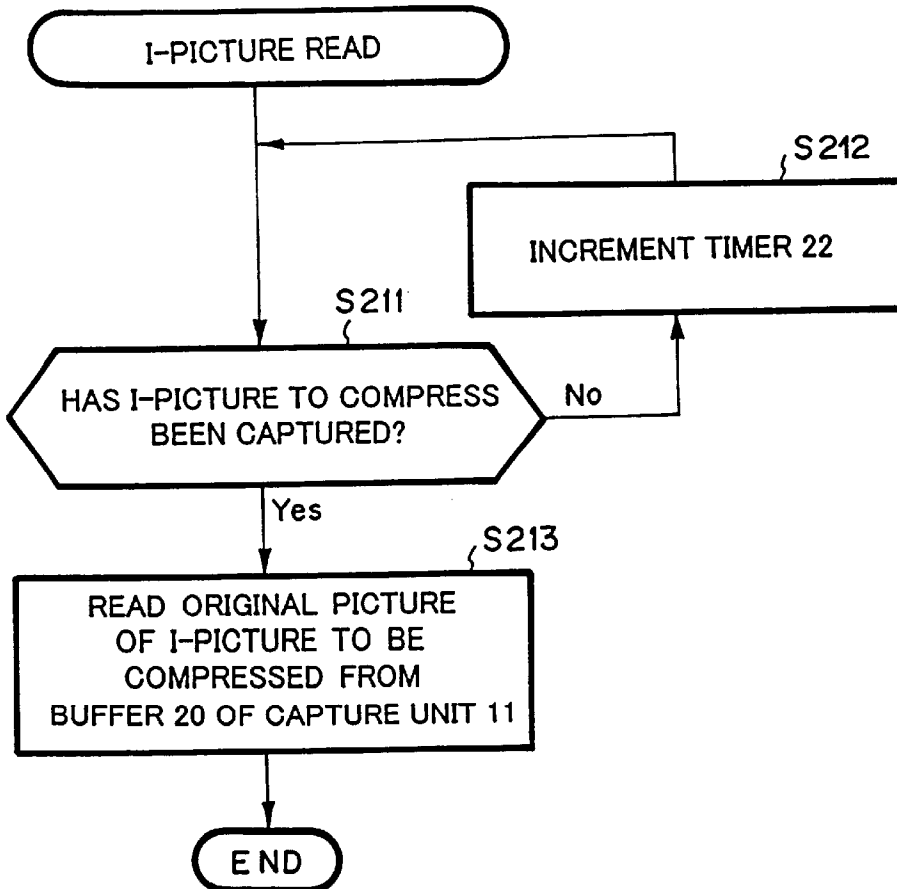 I-PICTURE READ
S212
INCREMENT TIMER 22
S211
HAS I-PICTURE TO COMPRESS
BEEN CAPTURED?
No
Yes
S213
READ ORIGINAL PICTURE
OF I-PICTURE TO BE
COMPRESSED FROM
BUFFER 20 OF CAPTURE UNIT 11
END